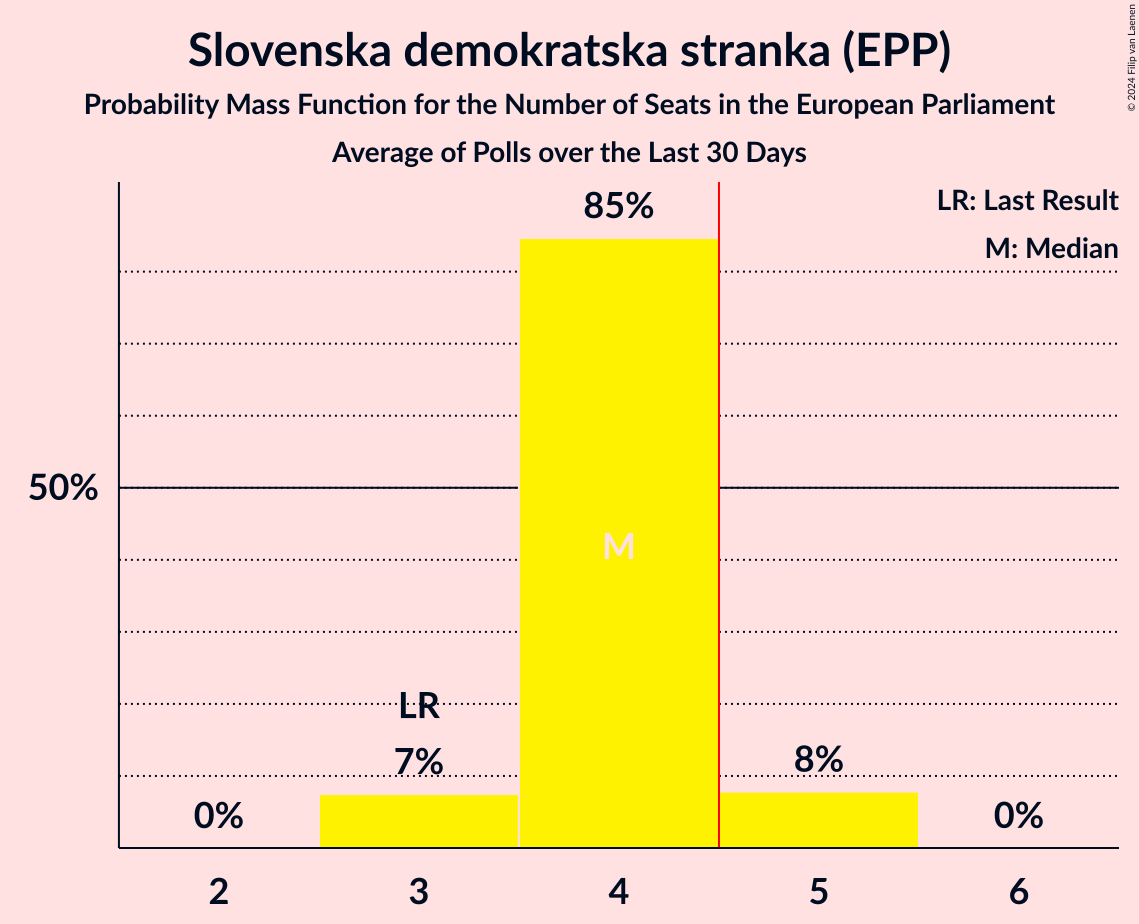 Slovenska demokratska stranka (EPP)
Probability Mass Function for the Number of Seats in the European Parliament
Average of Polls over the Last 30 Days
© 2024 Filip van Laenen
LR: Last Result
M: Median
85%
50%
M
LR
7%
8%
0%
0%
2 3 4 5 6